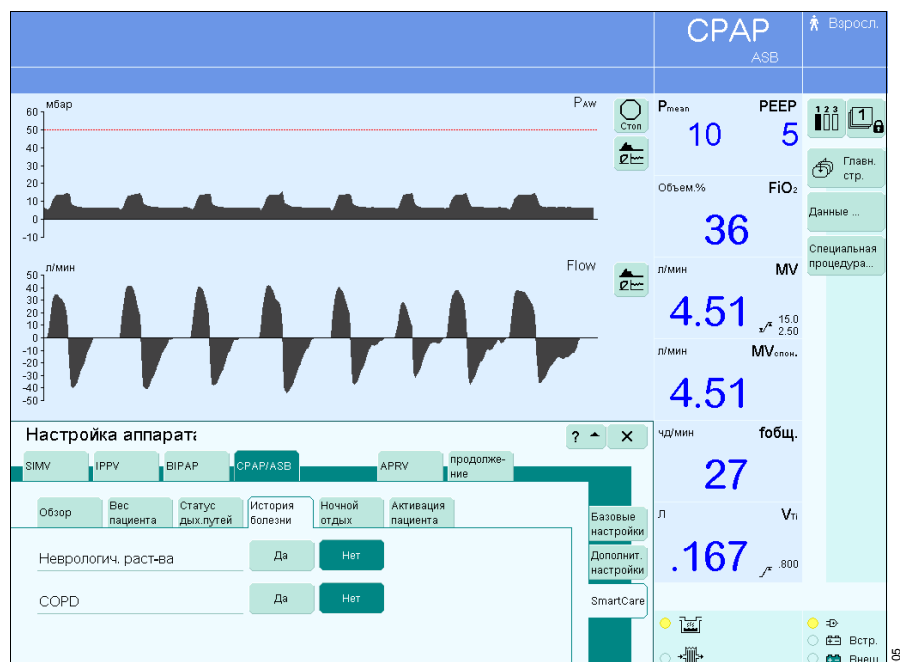 CPAP
ASB
Взросл.
мбар
60
50
40
30
20
10
0
-10
PAW
Стоп
л/мин
50
40
30
20
10
0
-10
-20
-30
-40
-50
Flow
Pmean PEEP
10 5
Объем.% FiO2
36
л/мин MV
4.51 15.0
2.50
л/мин MVспон.
4.51
чд/мин fобщ.
27
л VTi
.167 .800
1 2 3
1
Главн.
стр.
Данные ...
Специальная
процедура...
Настройка аппарата
? ×
SIMV IPPV BIPAP CPAP/ASB APRV продолже-
ние
Обзор
Вес
пациента
Статус
дых.путей
История
болезни
Ночной
отдых
Активация
пациента
Неврологич. раст-ва Да Нет
COPD Да Нет
Базовые
настройки
Дополнит.
настройки
SmartCare
Встр.
Внеш
05